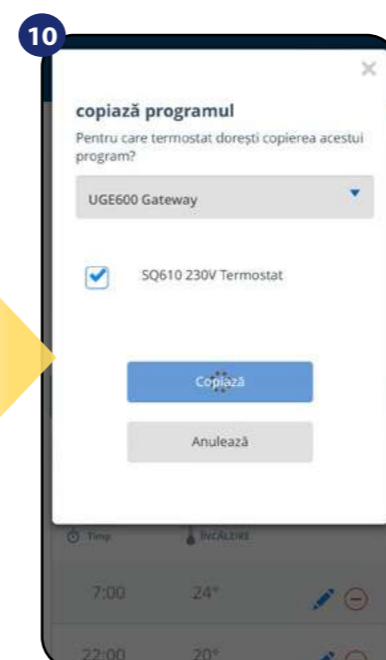 10
copiază programul
Pentru care termostat dorești copierea acestui
program?
UGE600 Gateway
SQ610 230V Termostat
Copiază
Anulează
Timp ÎNCĂLZIRE
7:00 24°
22:00 20°